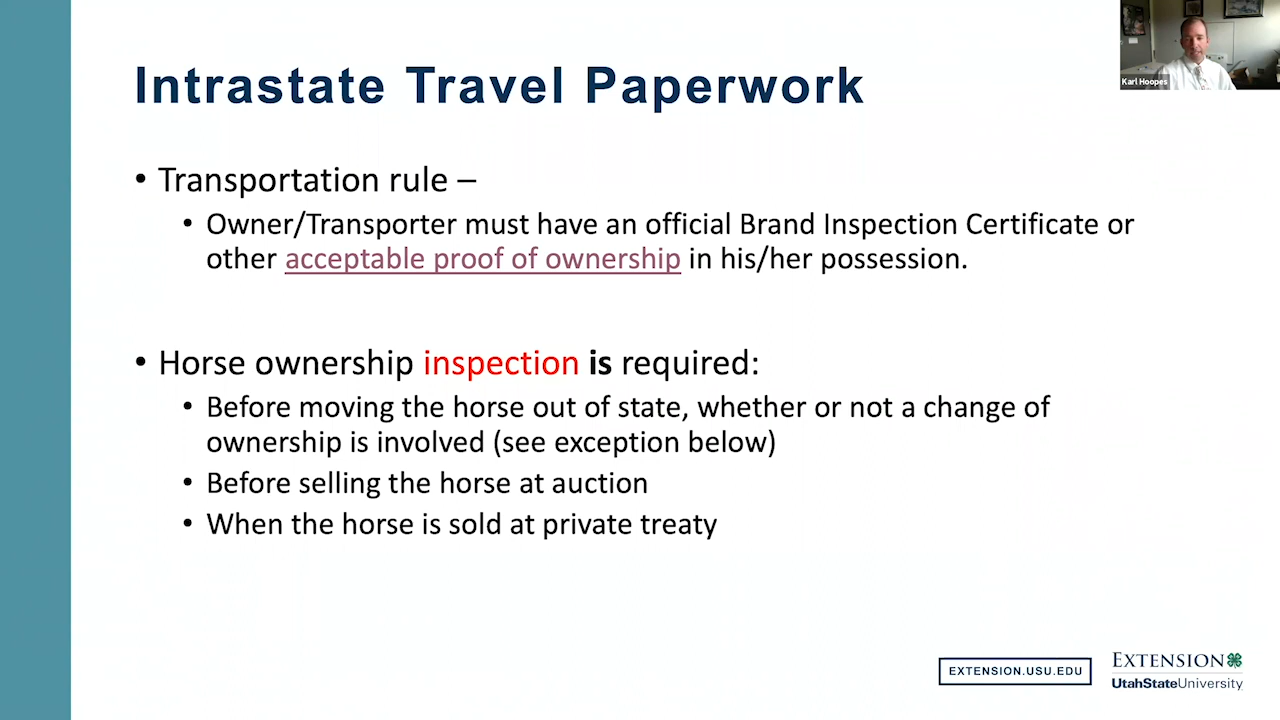 Intrastate Travel Paperwork
Karl Hoopes
• Transportation rule –
• Owner/Transporter must have an official Brand Inspection Certificate or
other acceptable proof of ownership in his/her possession.
• Horse ownership inspection is required:
• Before moving the horse out of state, whether or not a change of
ownership is involved (see exception below)
• Before selling the horse at auction
• When the horse is sold at private treaty
EXTENSION.USU.EDU
EXTENSION
UtahStateUniversity